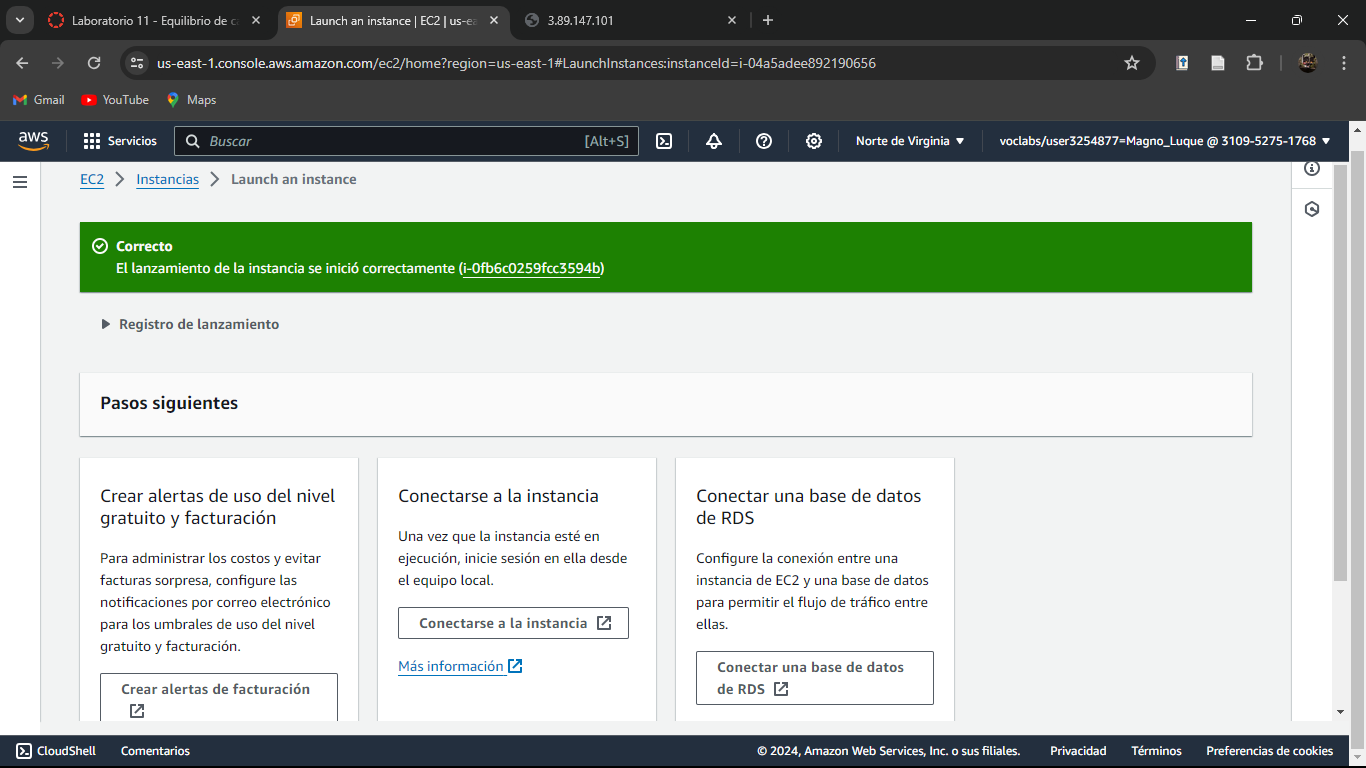 Laboratorio 11 - Equilibrio de c
Launch an instance | EC2 | us-ea
3.89.147.101
us-east-1.console.aws.amazon.com/ec2/home?region=us-east-1#LaunchInstances:instanceId=i-04a5adee892190656
Gmail
YouTube
Maps
aws
Servicios
Buscar
[Alt+S]
Norte de Virginia
voclabs/user3254877=Magno_Luque @ 3109-5275-1768
EC2
Instancias
Launch an instance
Correcto
El lanzamiento de la instancia se inició correctamente (i-0fb6c0259fcc3594b)
Registro de lanzamiento
Pasos siguientes
Crear alertas de uso del nivel
gratuito y facturación
Para administrar los costos y evitar
facturas sorpresa, configure las
notificaciones por correo electrónico
para los umbrales de uso del nivel
gratuito y facturación.
Crear alertas de facturación
Conectarse a la instancia
Una vez que la instancia esté en
ejecución, inicie sesión en ella desde
el equipo local.
Conectarse a la instancia
Más información
Conectar una base de datos
de RDS
Configure la conexión entre una
instancia de EC2 y una base de datos
para permitir el flujo de tráfico entre
ellas.
Conectar una base de datos
de RDS
CloudShell
Comentarios
© 2024, Amazon Web Services, Inc. o sus filiales.
Privacidad
Términos
Preferencias de cookies